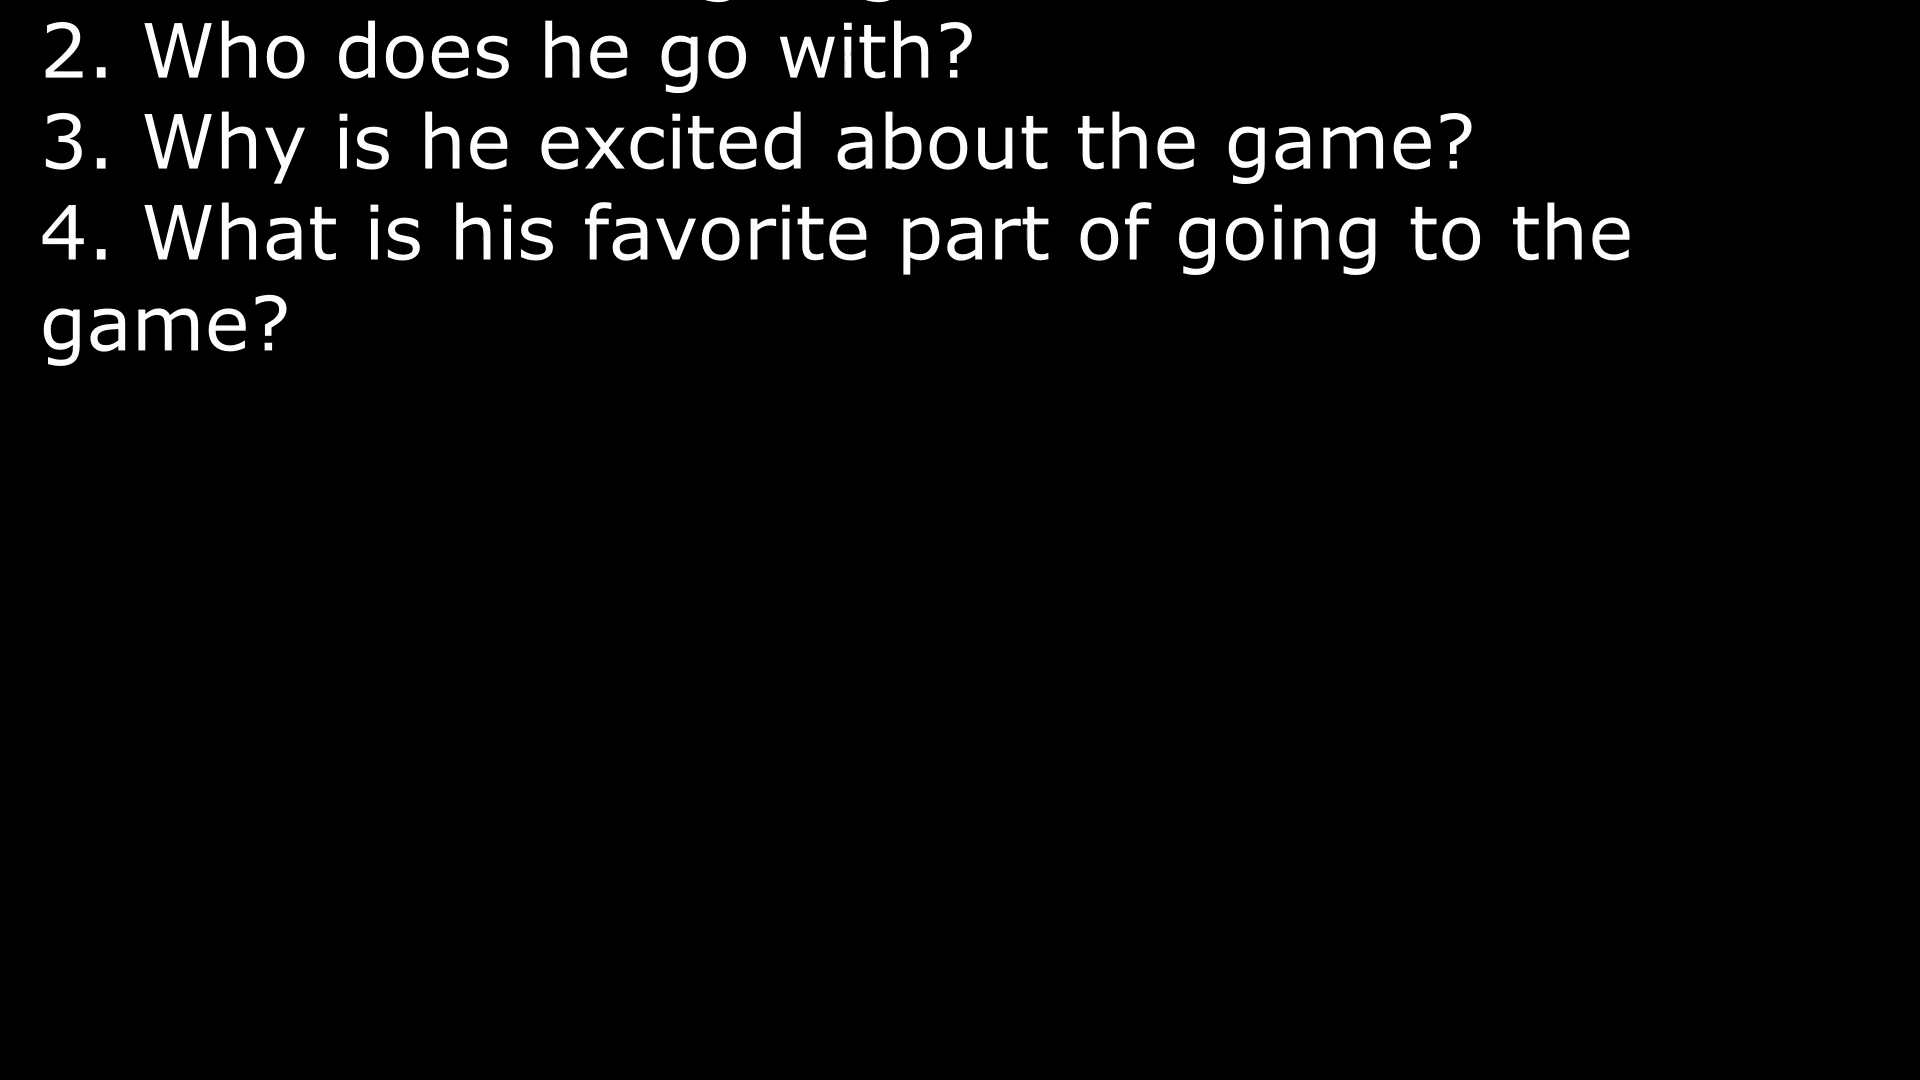 2. Who does he go with?
3. Why is he excited about the game?
4. What is his favorite part of going to the
game?